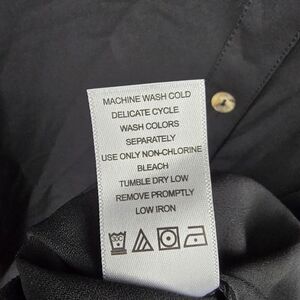 MACHINE WASH COLD
DELICATE CYCLE
WASH COLORS
SEPARATELY
USE ONLY NON-CHLORINE
BLEACH
TUMBLE DRY LOW
REMOVE PROMPTLY
LOW IRON